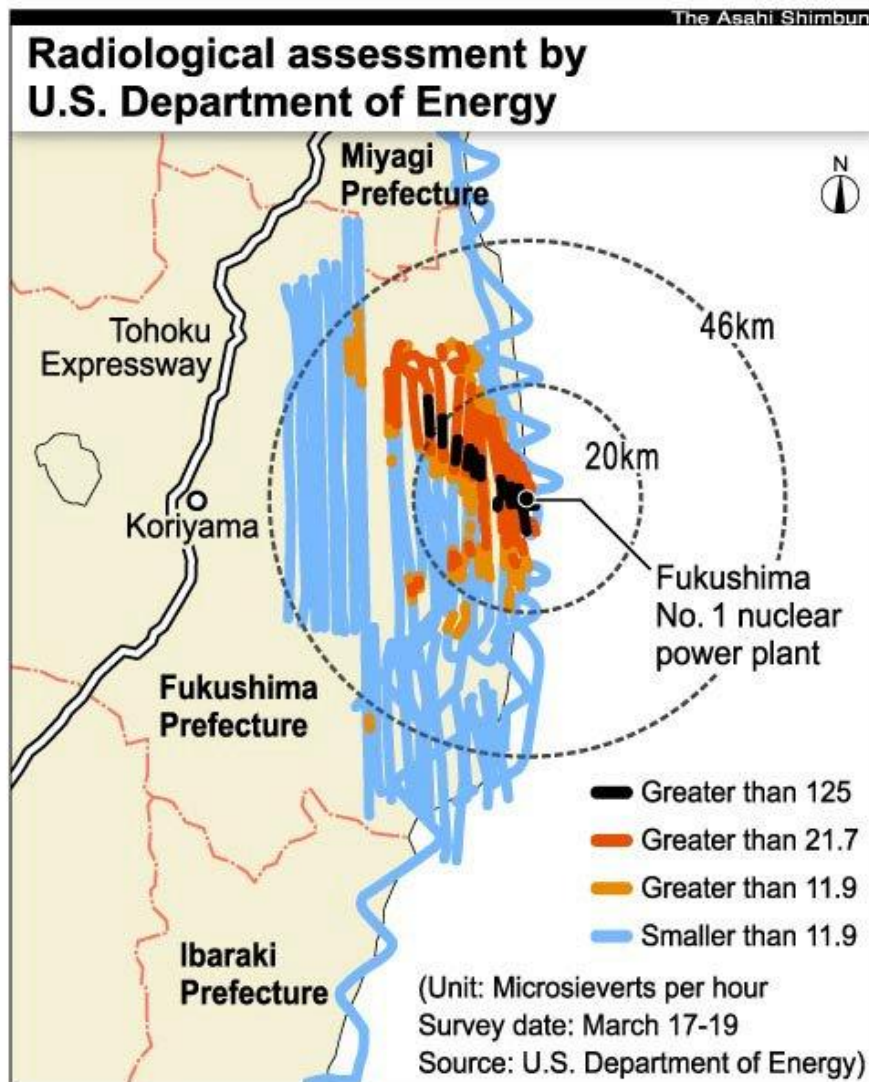 The Asahi Shimbun
Radiological assessment by
U.S. Department of Energy
Miyagi
Prefecture
N
46km
Tohoku
Expressway
20km
Koriyama
Fukushima
No. 1 nuclear
power plant
Fukushima
Prefecture
Greater than 125
Greater than 21.7
Greater than 11.9
Smaller than 11.9
Ibaraki
Prefecture
(Unit: Microsieverts per hour
Survey date: March 17-19
Source: U.S. Department of Energy)